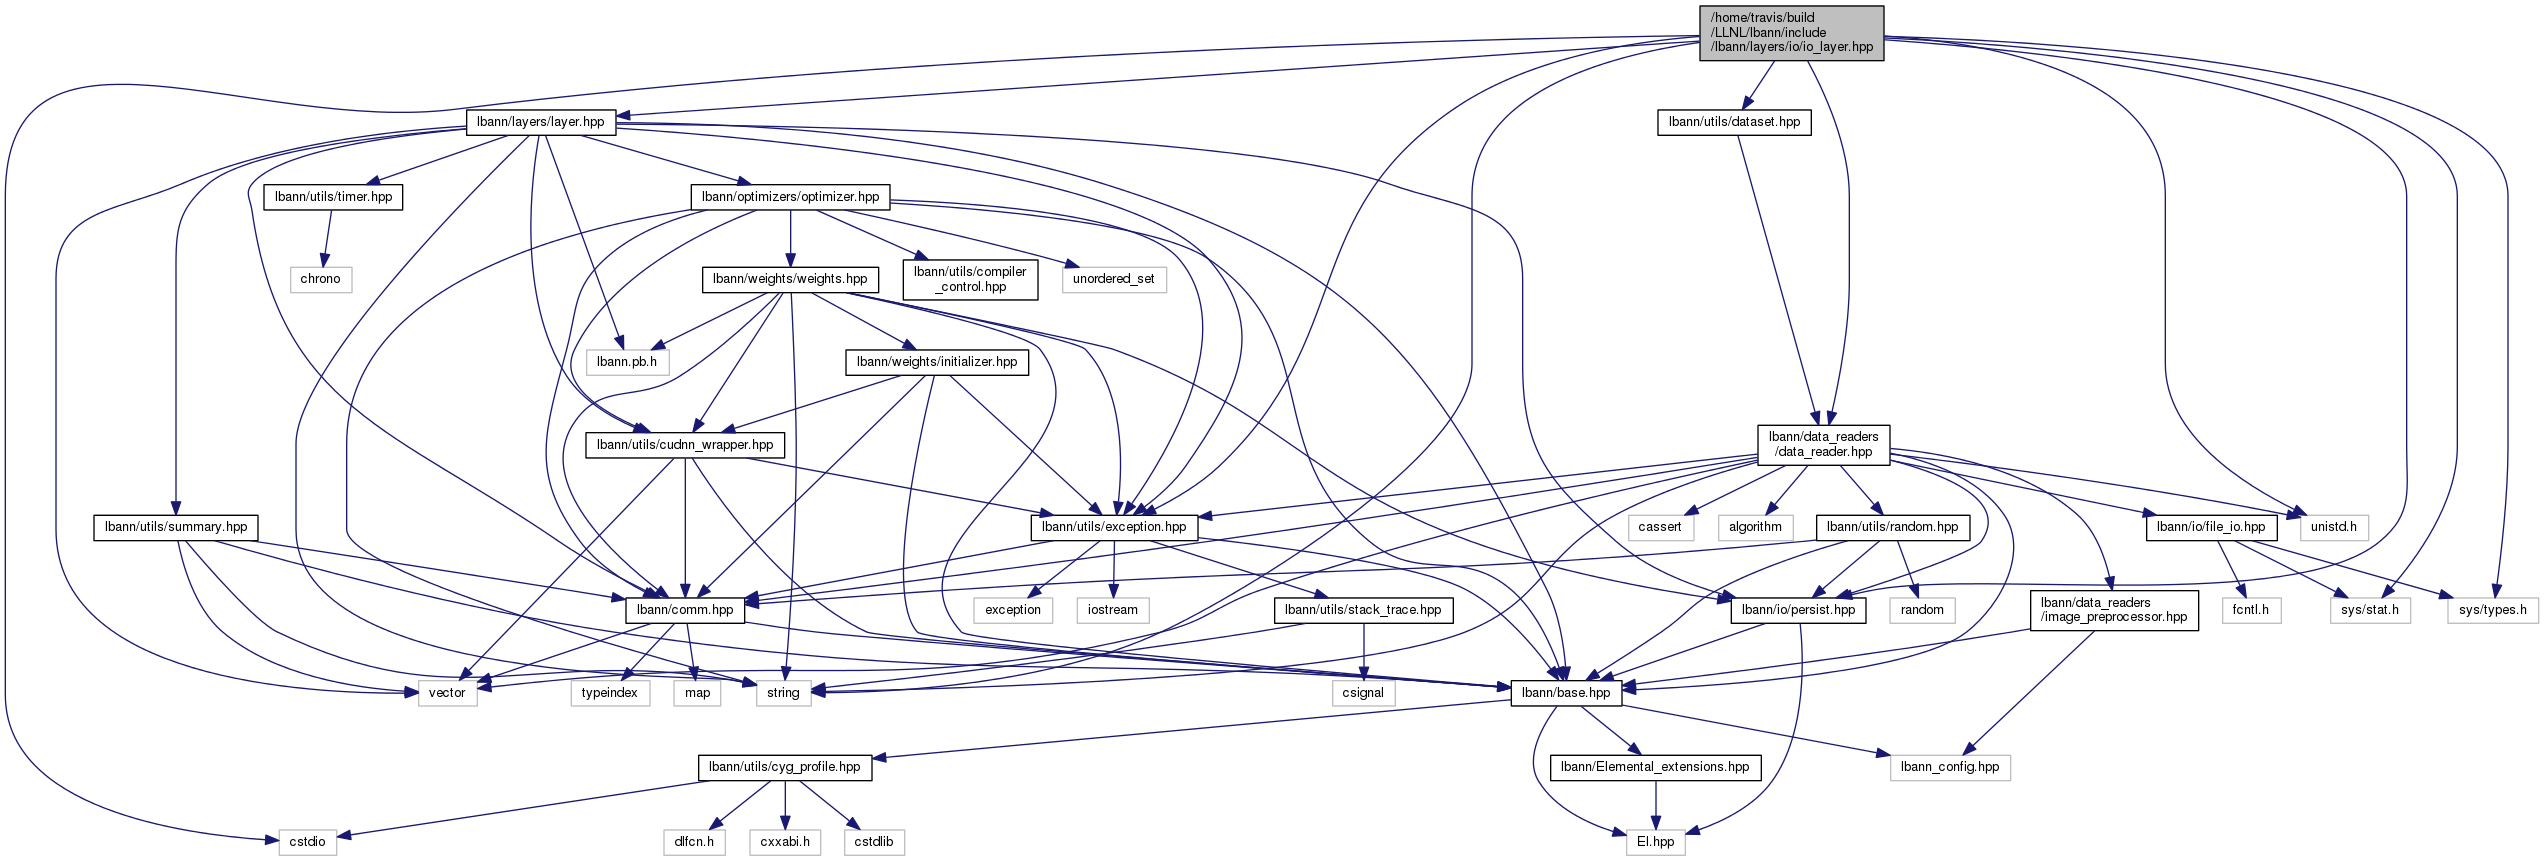 /home/travis/build
/LLNL/lbann/include
/lbann/layers/io/io_layer.hpp
lbann/layers/layer.hpp
lbann/utils/dataset.hpp
lbann/utils/timer.hpp
lbann/optimizers/optimizer.hpp
chrono
lbann/weights/weights.hpp
lbann/utils/compiler
_control.hpp
unordered_set
lbann.pb.h
lbann/weights/initializer.hpp
lbann/utils/cudnn_wrapper.hpp
lbann/data_readers
/data_reader.hpp
lbann/utils/summary.hpp
lbann/utils/exception.hpp
cassert
algorithm
lbann/utils/random.hpp
lbann/io/file_io.hpp
unistd.h
lbann/comm.hpp
exception
iostream
lbann/utils/stack_trace.hpp
lbann/io/persist.hpp
random
lbann/data_readers
/image_preprocessor.hpp
fcntl.h
sys/stat.h
sys/types.h
vector
typeindex
map
string
csignal
lbann/base.hpp
lbann/utils/cyg_profile.hpp
lbann/Elemental_extensions.hpp
lbann_config.hpp
cstdio
dlfcn.h
cxxabi.h
cstdlib
El.hpp